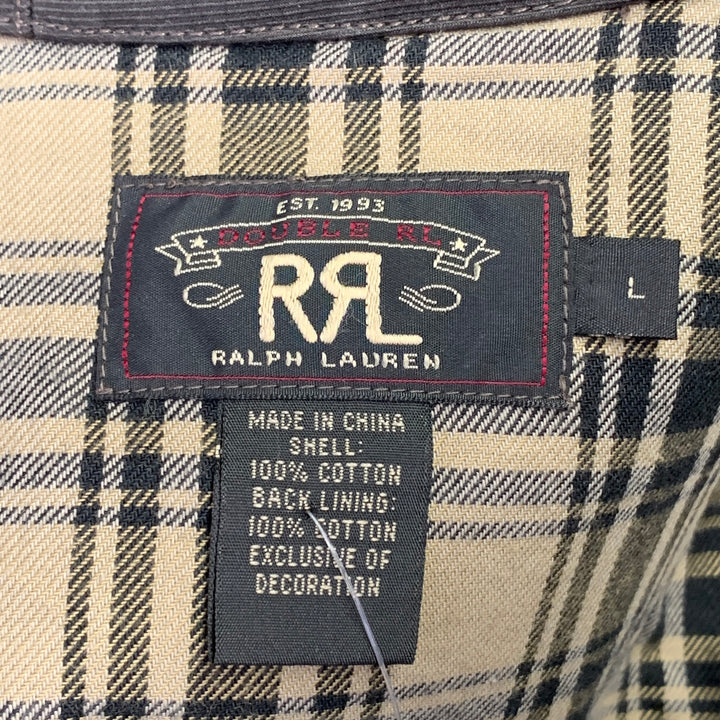 EST. 1993
DOUBLE RL
RRL
RALPH LAUREN
L
MADE IN CHINA
SHELL:
100% COTTON
BACK LINING:
100% COTTON
EXCLUSIVE OF
DECORATION